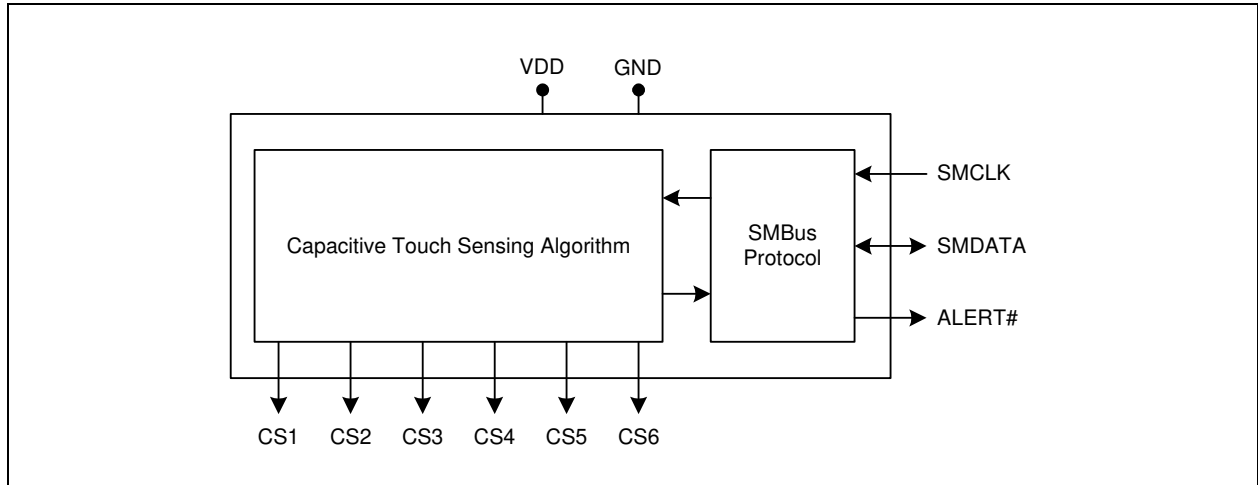 VDD GND
Capacitive Touch Sensing Algorithm
SMBus
Protocol
SMCLK
SMDATA
ALERT#
CS1 CS2 CS3 CS4 CS5 CS6